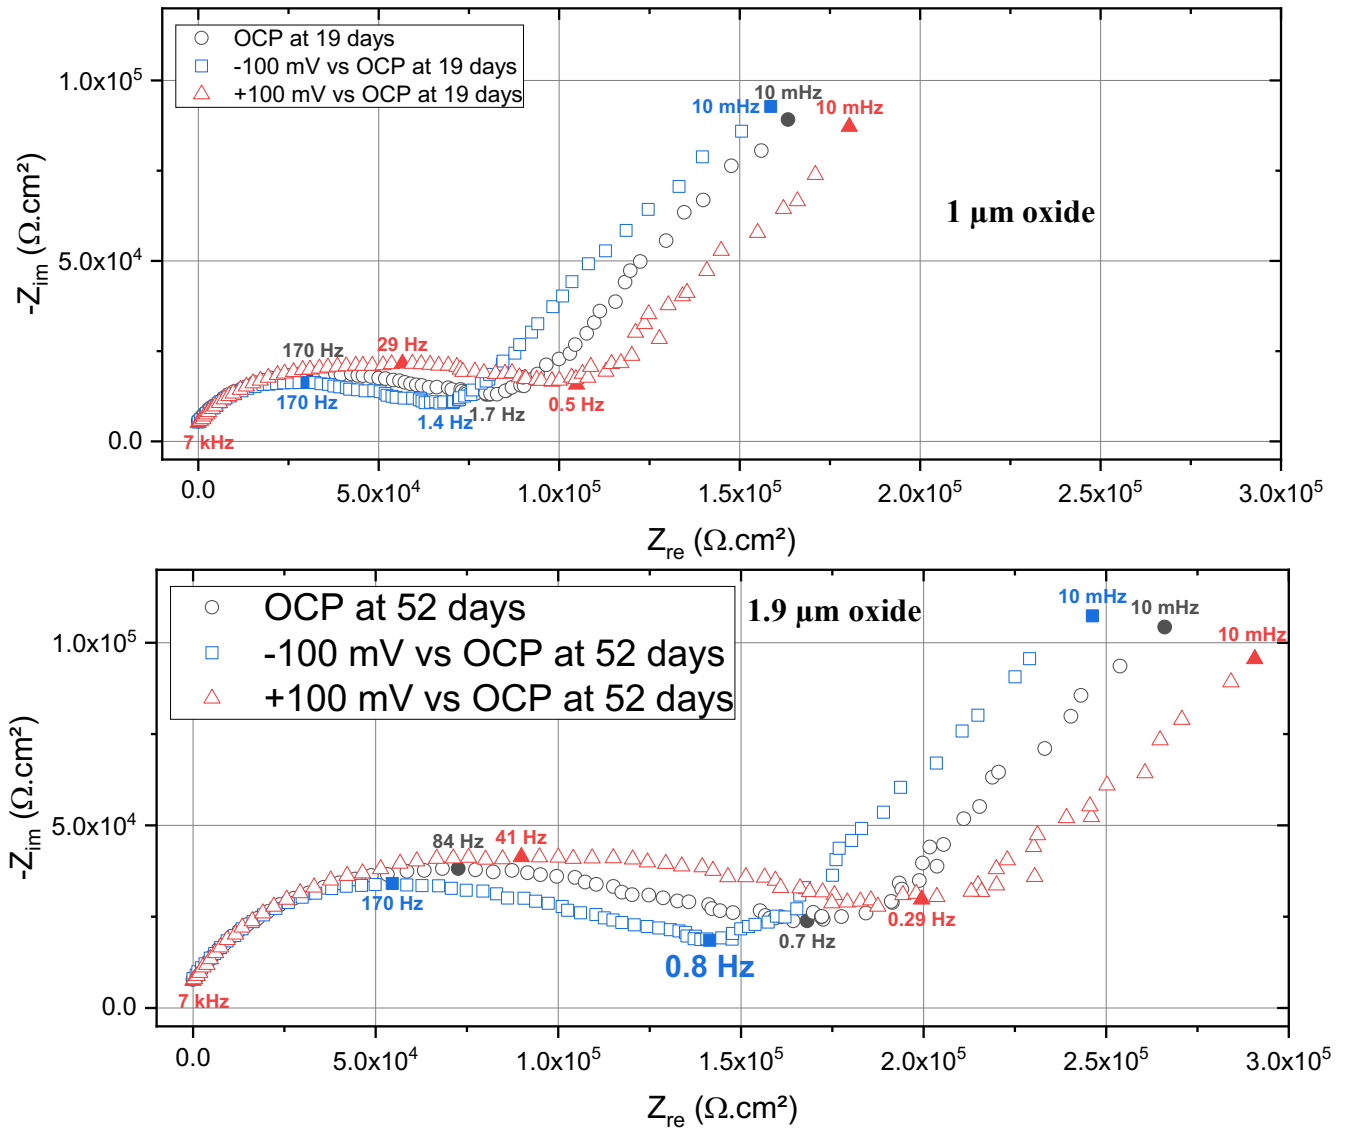 OCP at 19 days
-100 mV vs OCP at 19 days
+100 mV vs OCP at 19 days
10 mHz
10 mHz
10 mHz
1 µm oxide
1.0x10⁵
5.0x10⁴
0.0
-Z_im (Ω.cm²)
170 Hz
29 Hz
170 Hz
1.4 Hz
1.7 Hz
0.5 Hz
7 kHz
0.0
5.0x10⁴
1.0x10⁵
1.5x10⁵
2.0x10⁵
2.5x10⁵
3.0x10⁵
Z_re (Ω.cm²)
OCP at 52 days
-100 mV vs OCP at 52 days
+100 mV vs OCP at 52 days
1.9 µm oxide
10 mHz
10 mHz
10 mHz
1.0x10⁵
5.0x10⁴
0.0
-Z_im (Ω.cm²)
84 Hz
41 Hz
170 Hz
0.8 Hz
0.7 Hz
0.29 Hz
7 kHz
0.0
5.0x10⁴
1.0x10⁵
1.5x10⁵
2.0x10⁵
2.5x10⁵
3.0x10⁵
Z_re (Ω.cm²)